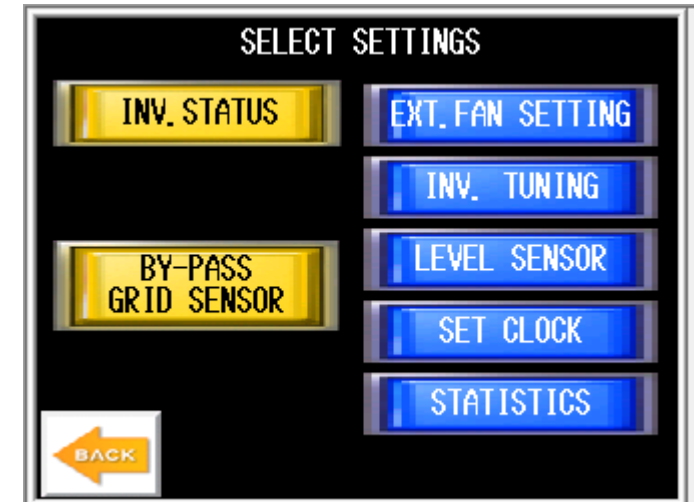 SELECT SETTINGS
INV. STATUS
BY-PASS
GRID SENSOR
EXT. FAN SETTING
INV. TUNING
LEVEL SENSOR
SET CLOCK
STATISTICS
BACK